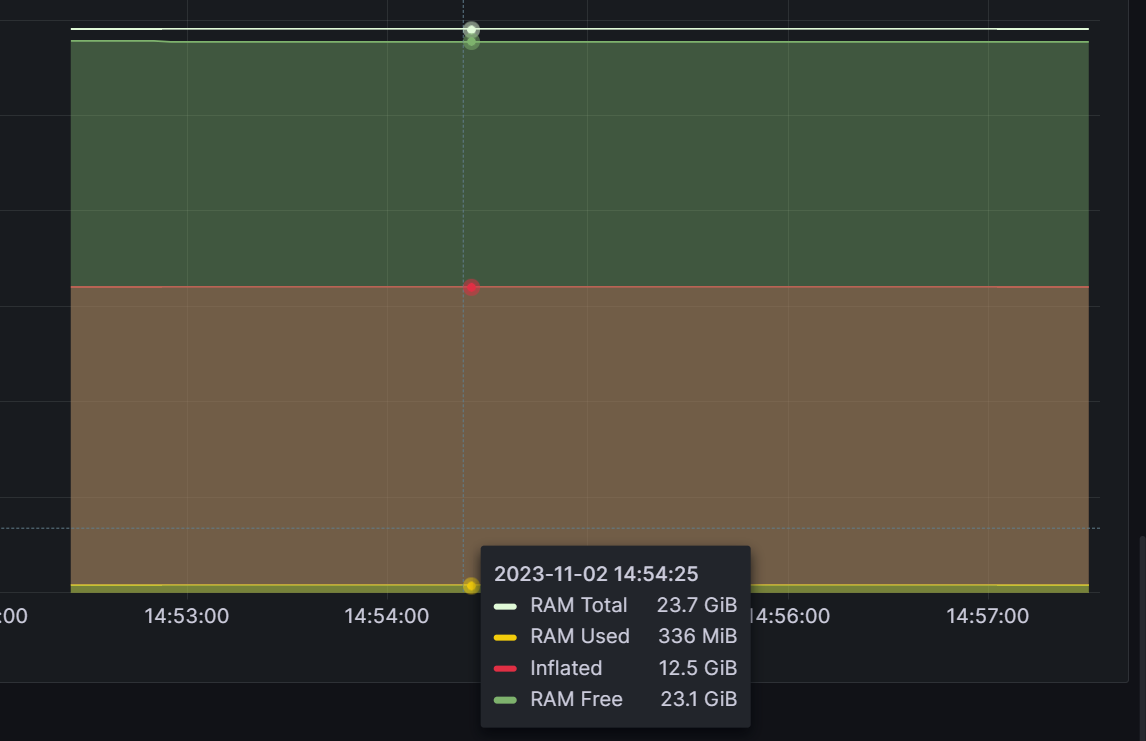 :00
14:53:00
14:54:00
14:56:00
14:57:00
2023-11-02 14:54:25
RAM Total 23.7 GiB
RAM Used 336 MiB
Inflated 12.5 GiB
RAM Free 23.1 GiB